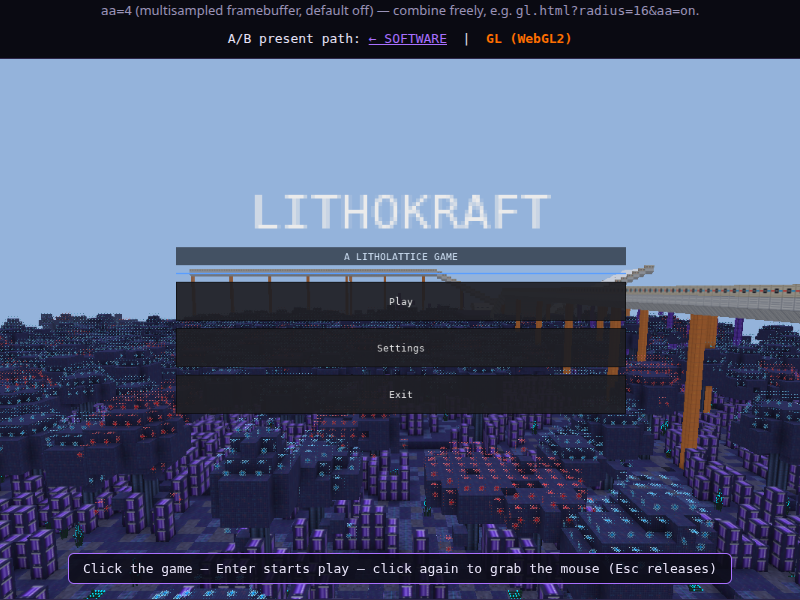 aa=4 (multisampled framebuffer, default off) — combine freely, e.g. gl.html?radius=16&aa=on.
A/B present path: ← SOFTWARE | GL (WebGL2)
LITHOKRAFT
A LITHOLATTICE GAME
Play
Settings
Exit
Click the game — Enter starts play — click again to grab the mouse (Esc releases)